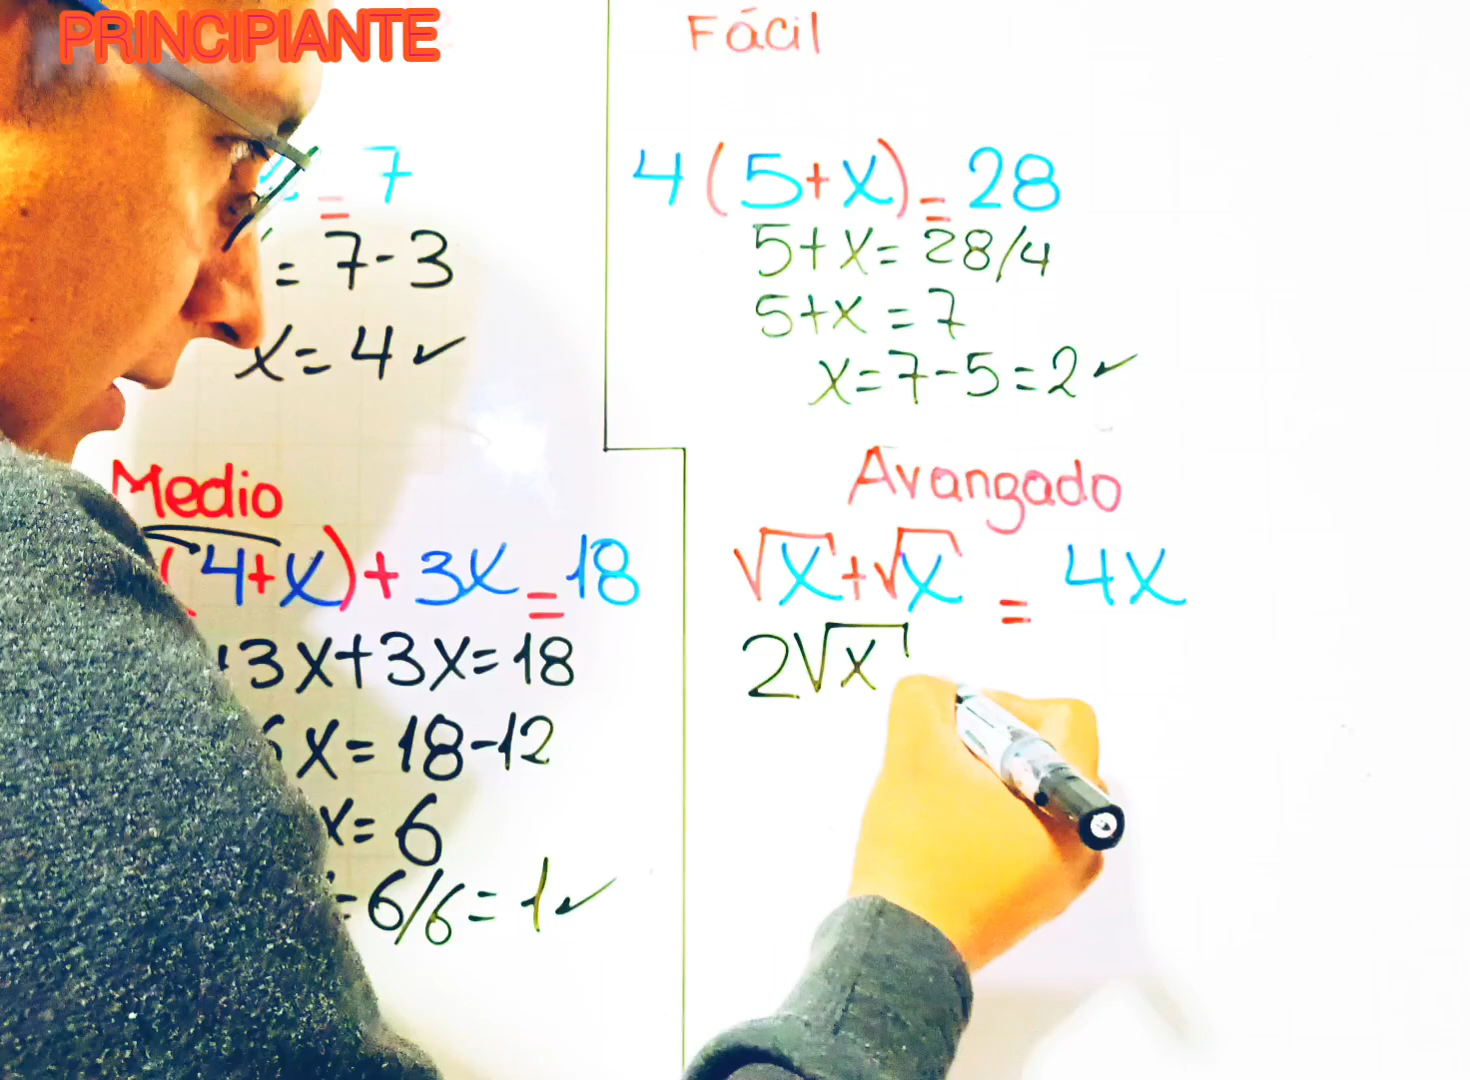 PRINCIPIANTE
= 7
= 7-3
x = 4 ✓
Fácil
4(5+x) = 28
5+x = 28/4
5+x = 7
x=7-5=2 ✓
Medio
(4+x)+3x=18
3x+3x=18
x=18-12
x=6
=6/6=1 ✓
Avanzado
√x+√x = 4x
2√x